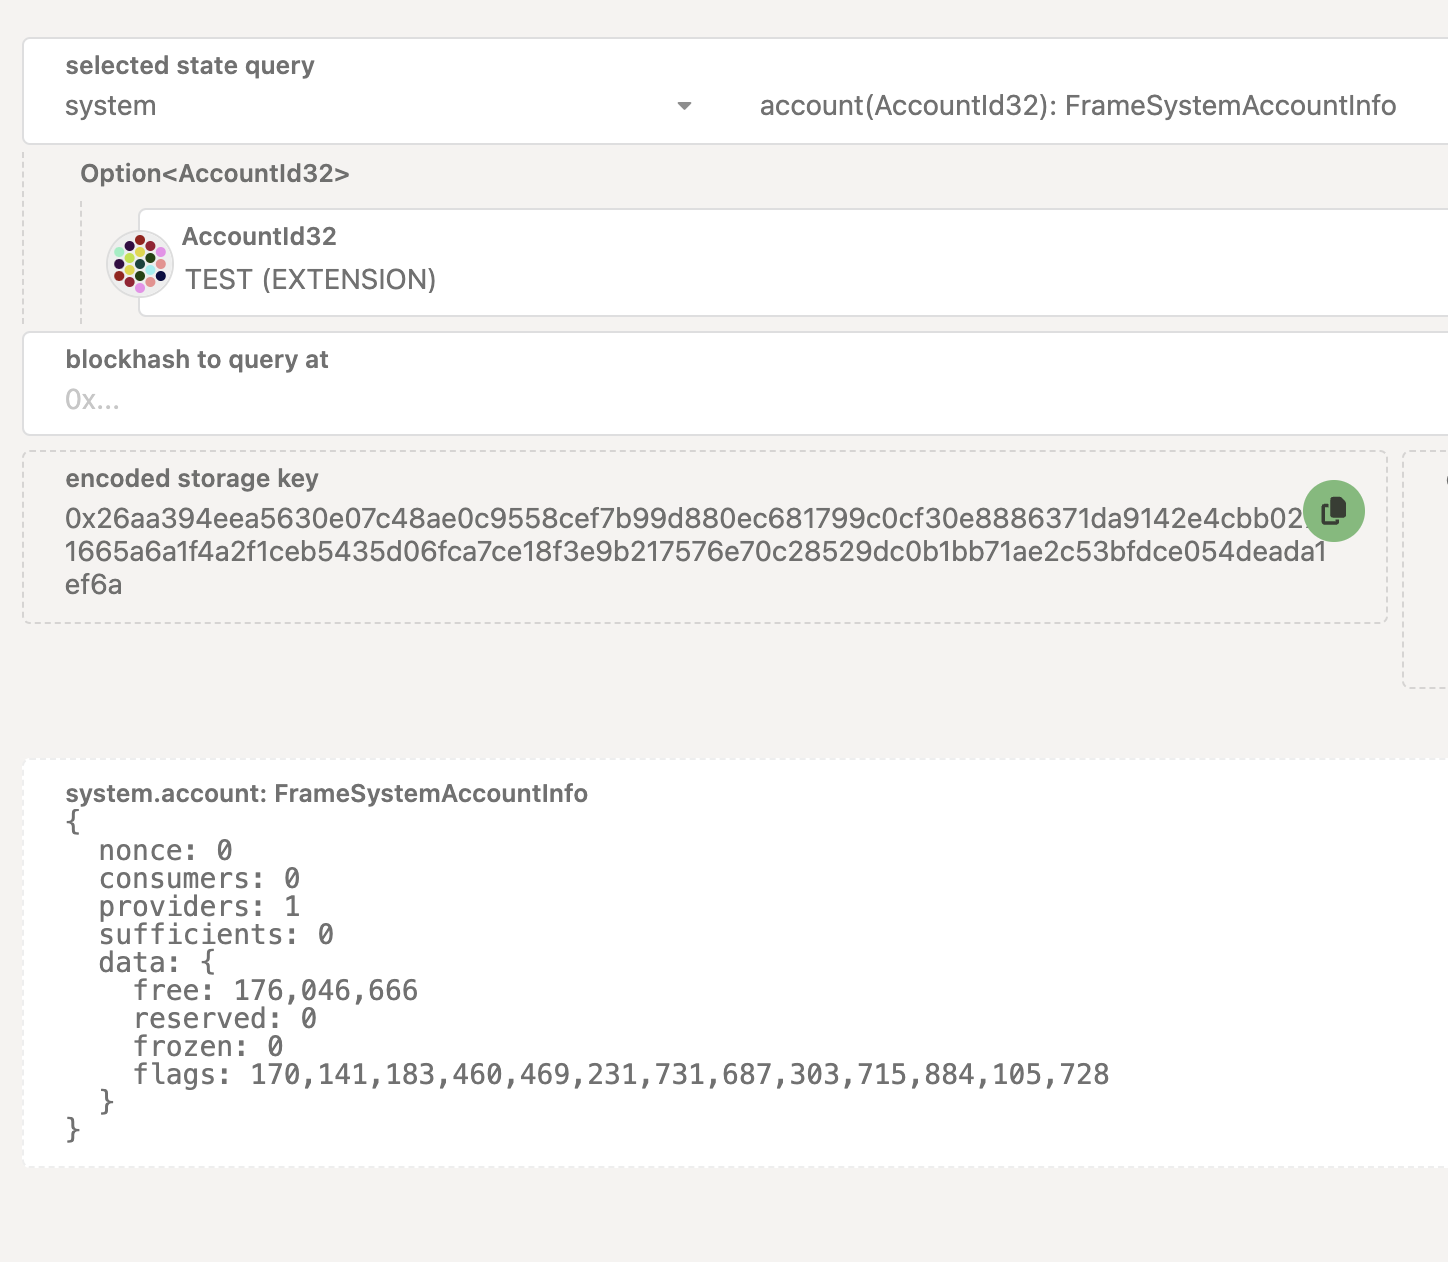 selected state query
system
account(AccountId32): FrameSystemAccountInfo
Option<AccountId32>
AccountId32
TEST (EXTENSION)
blockhash to query at
0x...
encoded storage key
0x26aa394eea5630e07c48ae0c9558cef7b99d880ec681799c0cf30e8886371da9142e4cbb02
1665a6a1f4a2f1ceb5435d06fca7ce18f3e9b217576e70c28529dc0b1bb71ae2c53bfdce054deada1
ef6a
system.account: FrameSystemAccountInfo
{
nonce: 0
consumers: 0
providers: 1
sufficients: 0
data: {
free: 176,046,666
reserved: 0
frozen: 0
flags: 170,141,183,460,469,231,731,687,303,715,884,105,728
}
}